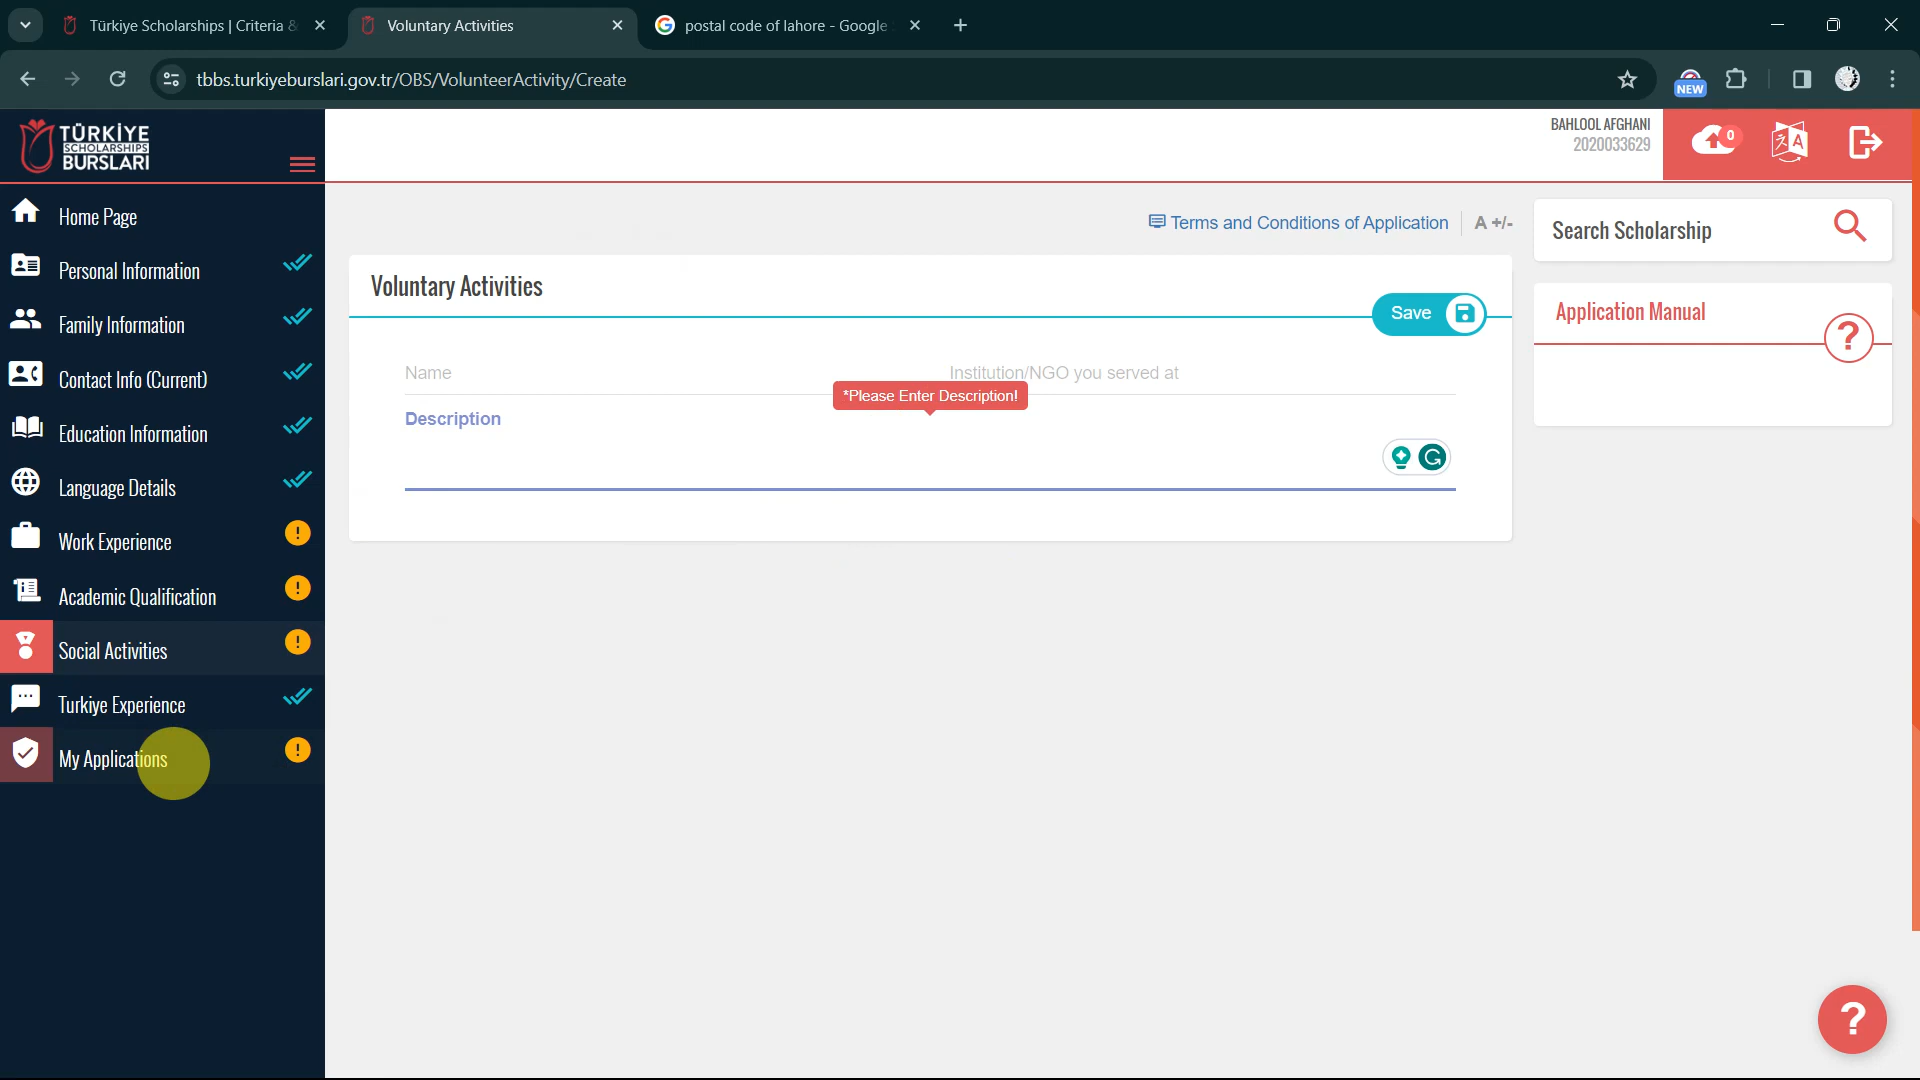 Türkiye Scholarships | Criteria &
Voluntary Activities
postal code of lahore - Google
tbbs.turkiyeburslari.gov.tr/OBS/VolunteerActivity/Create
NEW
TÜRKİYE
SCHOLARSHIPS
BURSLARI
BAHLOOL AFGHANI
2020033629
0
A
Home Page
Personal Information
Family Information
Contact Info (Current)
Education Information
Language Details
Work Experience
!
Academic Qualification
!
Social Activities
!
Turkiye Experience
My Applications
!
Terms and Conditions of Application
A +/-
Voluntary Activities
Save
Name
Institution/NGO you served at
*Please Enter Description!
Description
Search Scholarship
Application Manual
?
?